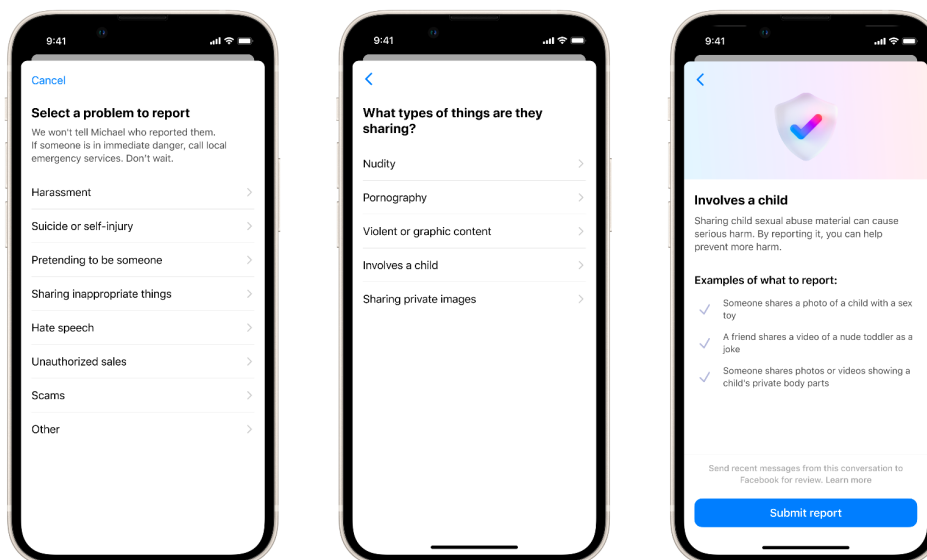 9:41
Cancel
Select a problem to report
We won't tell Michael who reported them.
If someone is in immediate danger, call local
emergency services. Don't wait.
Harassment
Suicide or self-injury
Pretending to be someone
Sharing inappropriate things
Hate speech
Unauthorized sales
Scams
Other
9:41
What types of things are they
sharing?
Nudity
Pornography
Violent or graphic content
Involves a child
Sharing private images
9:41
Involves a child
Sharing child sexual abuse material can cause
serious harm. By reporting it, you can help
prevent more harm.
Examples of what to report:
Someone shares a photo of a child with a sex
toy
A friend shares a video of a nude toddler as a
joke
Someone shares photos or videos showing a
child's private body parts
Send recent messages from this conversation to
Facebook for review. Learn more
Submit report